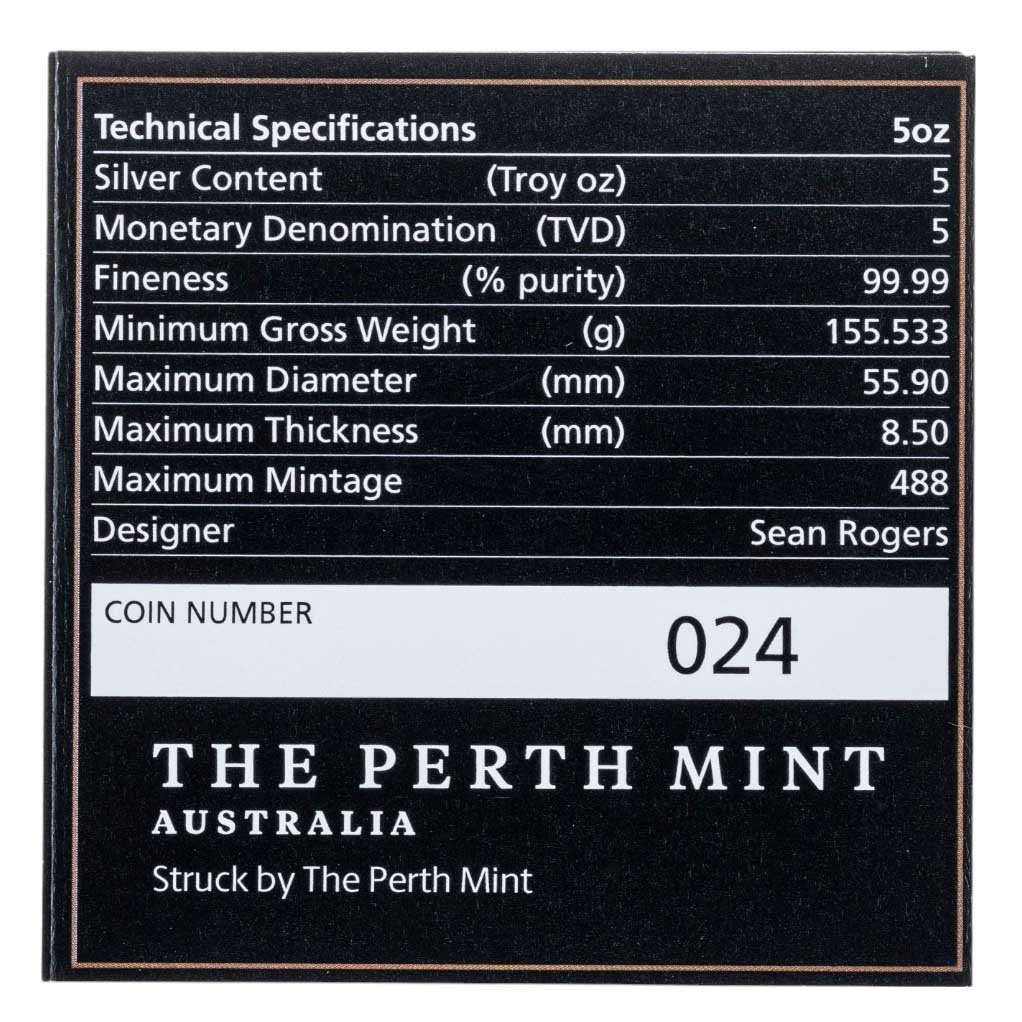 Technical Specifications 5oz
Silver Content (Troy oz) 5
Monetary Denomination (TVD) 5
Fineness (% purity) 99.99
Minimum Gross Weight (g) 155.533
Maximum Diameter (mm) 55.90
Maximum Thickness (mm) 8.50
Maximum Mintage 488
Designer Sean Rogers
COIN NUMBER 024
THE PERTH MINT
AUSTRALIA
Struck by The Perth Mint